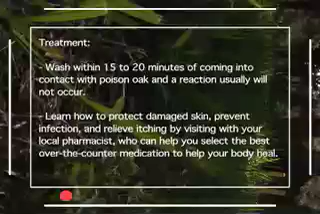 Treatment:
- Wash within 15 to 20 minutes of coming into
contact with poison oak and a reaction usually will
not occur.
- Learn how to protect damaged skin, prevent
infection, and relieve itching by visiting with your
local pharmacist, who can help you select the best
over-the-counter medication to help your body heal.